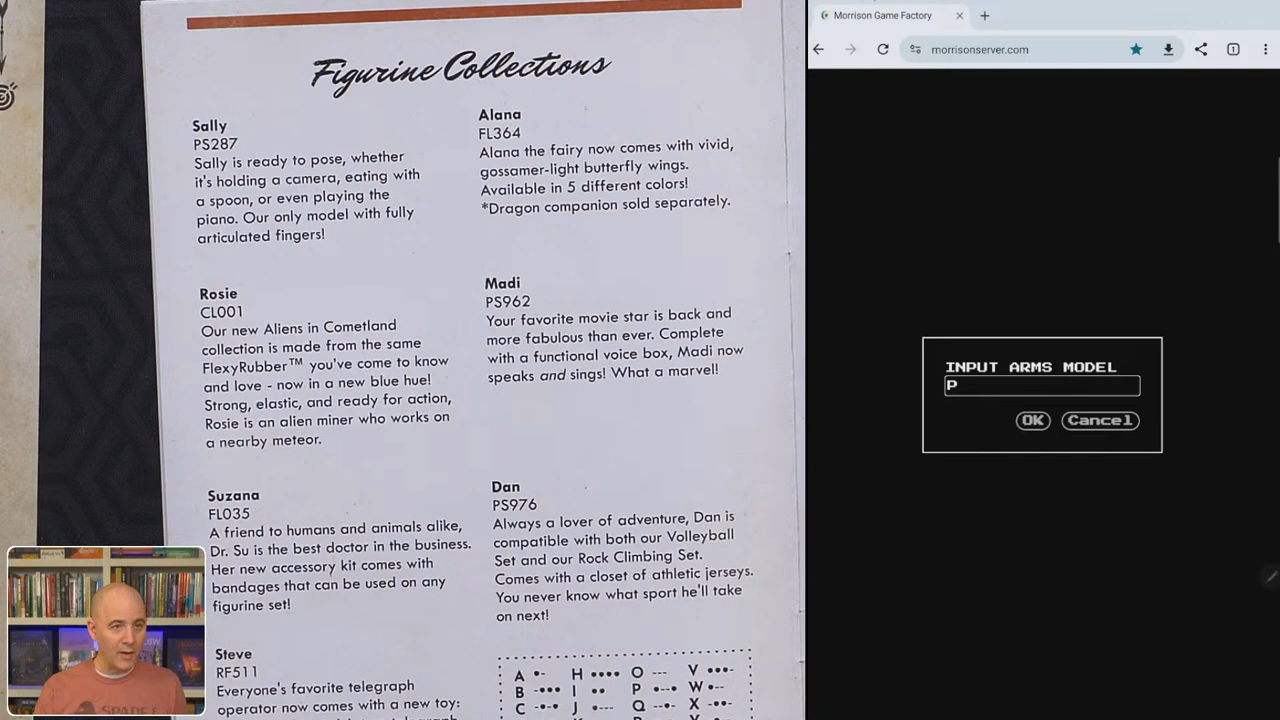 Figurine Collections
Sally
PS287
Sally is ready to pose, whether
it's holding a camera, eating with
a spoon, or even playing the
piano. Our only model with fully
articulated fingers!
Rosie
CL001
Our new Aliens in Cometland
collection is made from the same
FlexyRubber™ you've come to know
and love - now in a new blue hue!
Strong, elastic, and ready for action,
Rosie is an alien miner who works on
a nearby meteor.
Suzana
FL035
A friend to humans and animals alike,
Dr. Su is the best doctor in the business.
Her new accessory kit comes with
bandages that can be used on any
figurine set!
Steve
RF511
Everyone's favorite telegraph
operator now comes with a new toy:
Alana
FL364
Alana the fairy now comes with vivid,
gossamer-light butterfly wings.
Available in 5 different colors!
*Dragon companion sold separately.
Madi
PS962
Your favorite movie star is back and
more fabulous than ever. Complete
with a functional voice box, Madi now
speaks and sings! What a marvel!
Dan
PS976
Always a lover of adventure, Dan is
compatible with both our Volleyball
Set and our Rock Climbing Set.
Comes with a closet of athletic jerseys.
You never know what sport he'll take
on next!
A •- H •••• O --- V •••-
B -••• I •• P •--• W •--
C -•-• J •--- Q --•- X -••-
Morrison Game Factory
morrisonserver.com
1
INPUT ARMS MODEL
P
OK Cancel